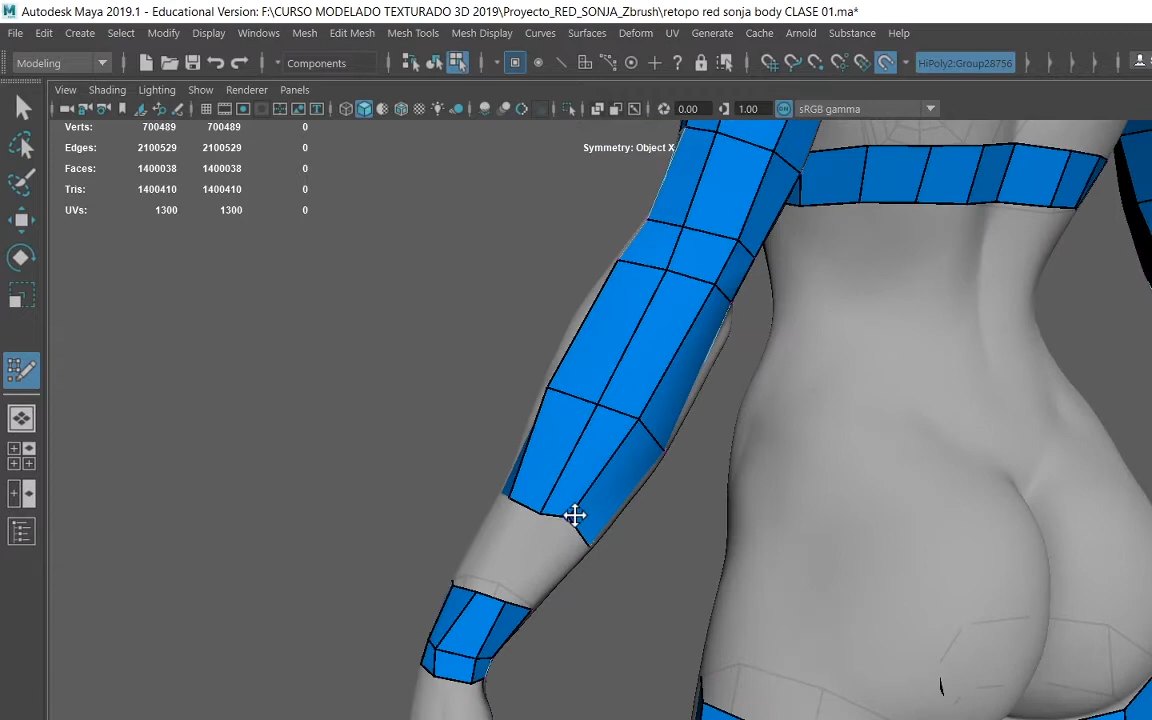 Autodesk Maya 2019.1 - Educational Version: F:\CURSO MODELADO TEXTURADO 3D 2019\Proyecto_RED_SONJA_Zbrush\retopo red sonja body CLASE 01.ma*
File Edit Create Select Modify Display Windows Mesh Edit Mesh Mesh Tools Mesh Display Curves Surfaces Deform UV Generate Cache Arnold Substance Help
Modeling Components HiPoly2:Group28756
View Shading Lighting Show Renderer Panels
0.00 1.00 ON sRGB gamma
Verts: 700489 700489 0
Edges: 2100529 2100529 0 Symmetry: Object X
Faces: 1400038 1400038 0
Tris: 1400410 1400410 0
UVs: 1300 1300 0